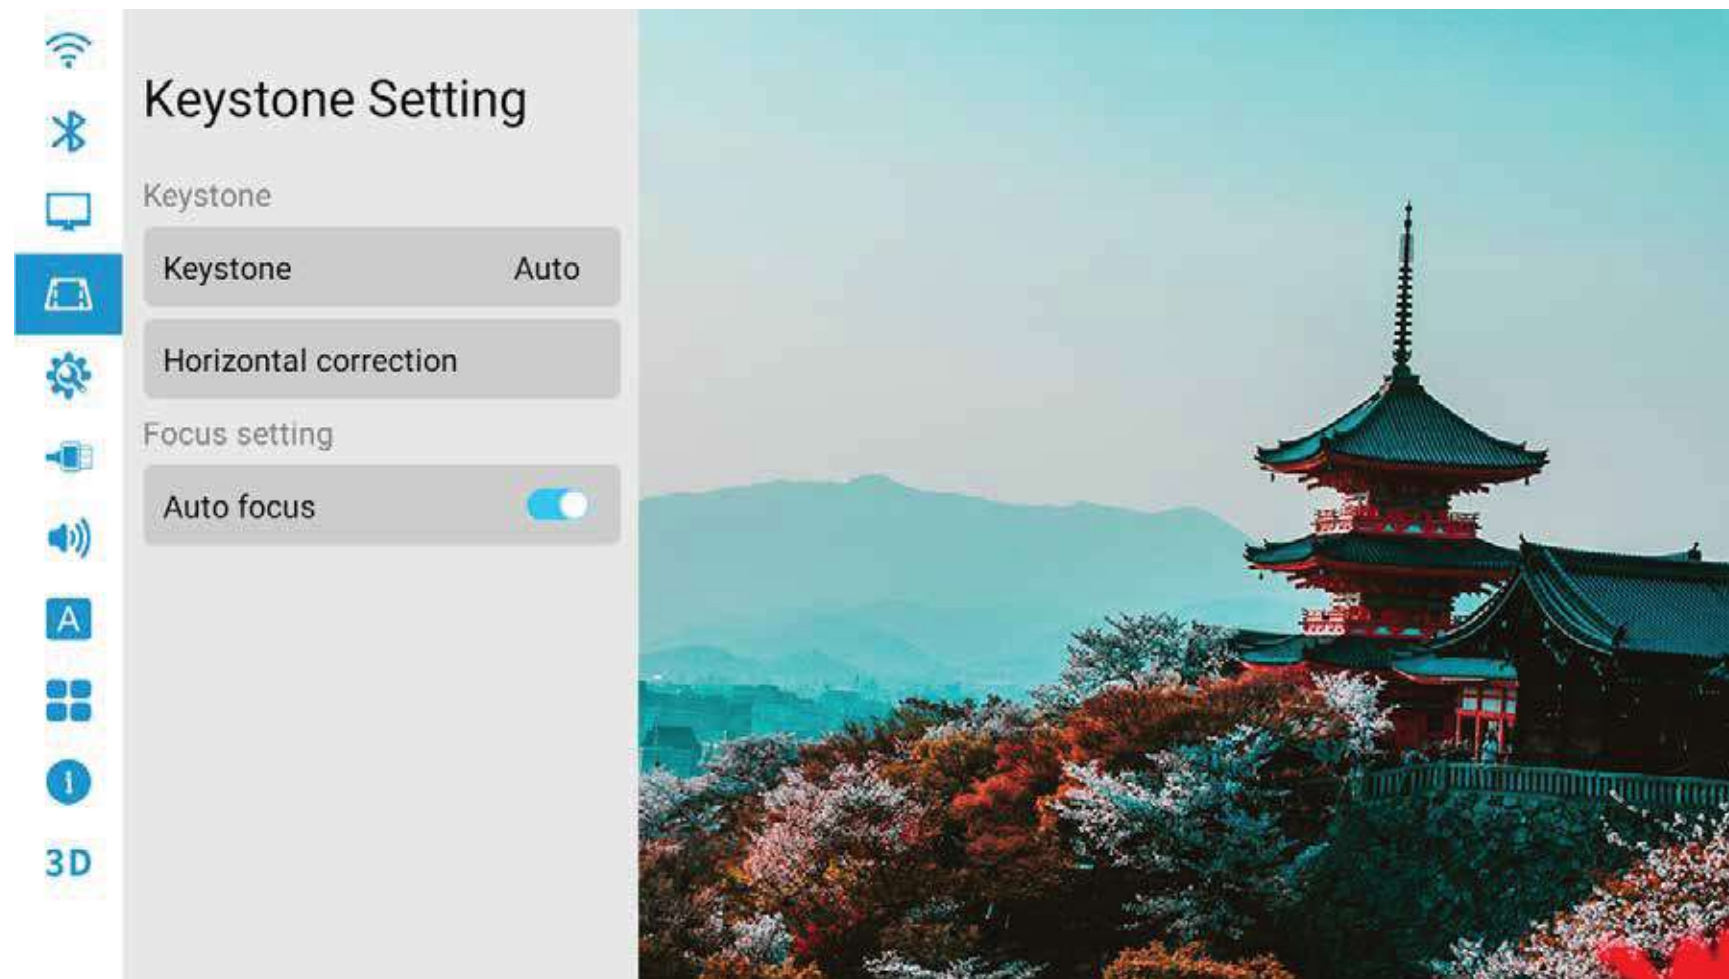 Keystone Setting
Keystone
Keystone Auto
Horizontal correction
Focus setting
Auto focus
A
3D